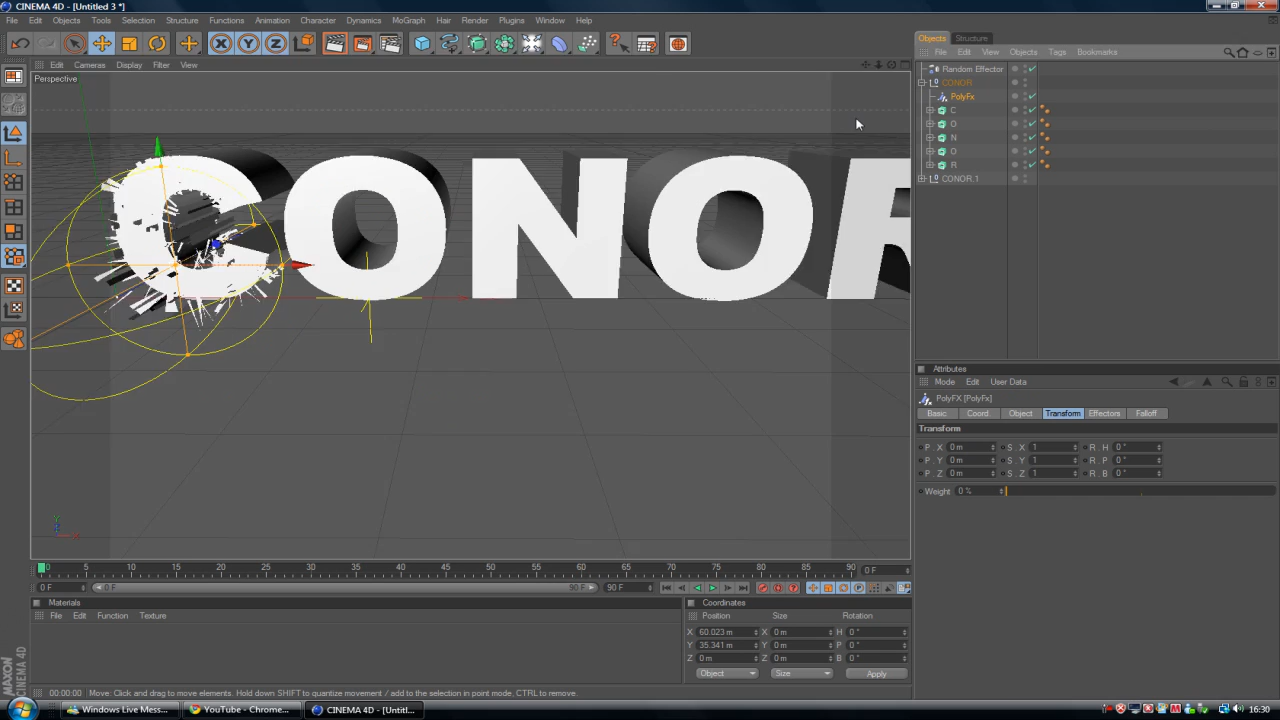 CINEMA 4D - [Untitled 3 *]
File Edit Objects Tools Selection Structure Functions Animation Character Dynamics MoGraph Hair Render Plugins Window Help
Edit Cameras Display Filter View
Perspective
CONOR
Objects Structure
File Edit View Objects Tags Bookmarks
Random Effector
CONOR
PolyFx
C
O
N
O
R
CONOR.1
Attributes
Mode Edit User Data
PolyFX [PolyFx]
Basic Coord. Object Transform Effectors Falloff
Transform
P . X 0 m S . X 1 R . H 0 °
P . Y 0 m S . Y 1 R . P 0 °
P . Z 0 m S . Z 1 R . B 0 °
Weight 0 %
0 5 10 15 20 25 30 35 40 45 50 55 60 65 70 75 80 85 90 0 F
0 F 0 F 90 F 90 F
Materials
File Edit Function Texture
Coordinates
Position Size Rotation
X 60.023 m X 0 m H 0 °
Y 35.341 m Y 0 m P 0 °
Z 0 m Z 0 m B 0 °
Object Size Apply
MAXON CINEMA 4D
00:00:00 Move: Click and drag to move elements. Hold down SHIFT to quantize movement / add to the selection in point mode, CTRL to remove.
Windows Live Mess... YouTube - Chrome... CINEMA 4D - [Untitl... 16:30